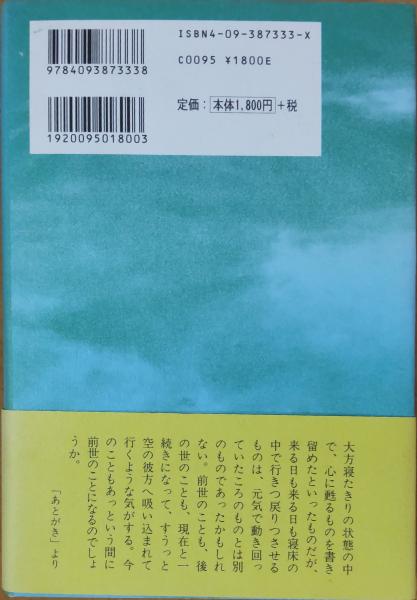 ISBN4-09-387333-X
C0095 ¥1800E
定価：本体1,800円+税
9784093873338
1920095018003
大方寝たきりの状態の中
で、心に甦るものを書き
留めたといったものだが、
来る日も来る日も寝床の
中で行きつ戻りつさせる
ものは、元気で動き回っ
ていたころのものとは別
のものであったかもしれ
ない。前世のことも、後
の世のことも、現在と一
続きになって、すうっと
空の彼方へ吸い込まれて
行くような気がする。今
のこともあっという間に
前世のことになるのでしょ
うか。
「あとがき」より